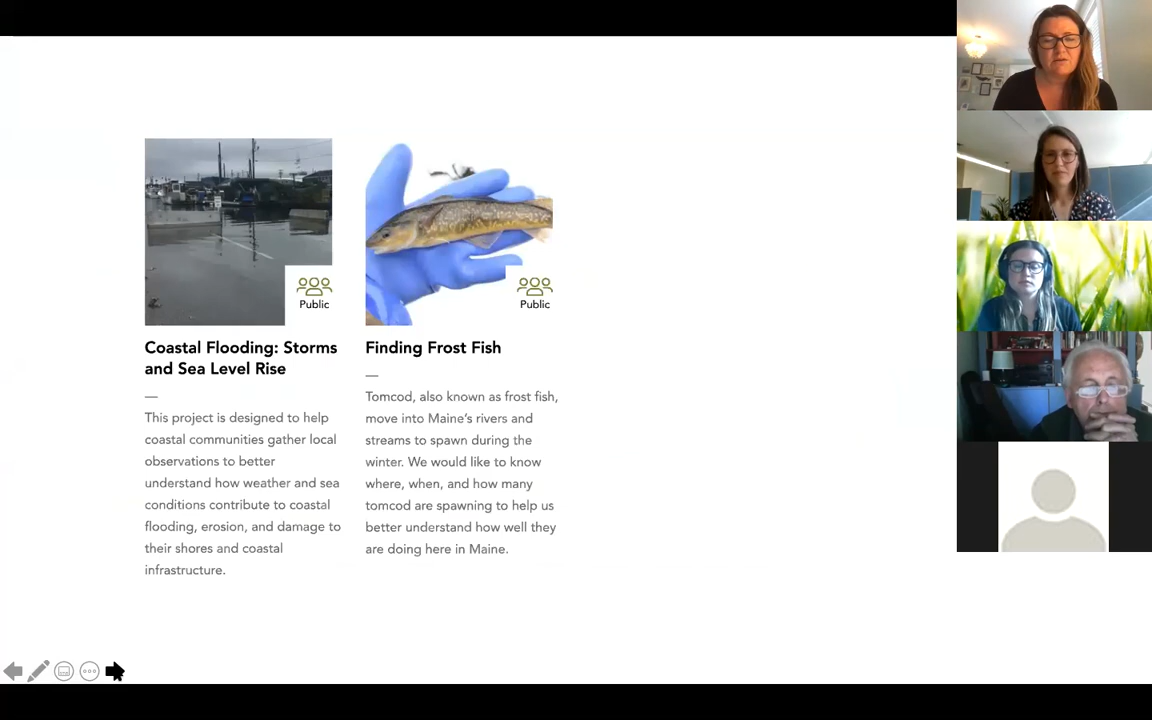 Public
Public
Coastal Flooding: Storms
and Sea Level Rise
—
This project is designed to help
coastal communities gather local
observations to better
understand how weather and sea
conditions contribute to coastal
flooding, erosion, and damage to
their shores and coastal
infrastructure.
Finding Frost Fish
—
Tomcod, also known as frost fish,
move into Maine’s rivers and
streams to spawn during the
winter. We would like to know
where, when, and how many
tomcod are spawning to help us
better understand how well they
are doing here in Maine.